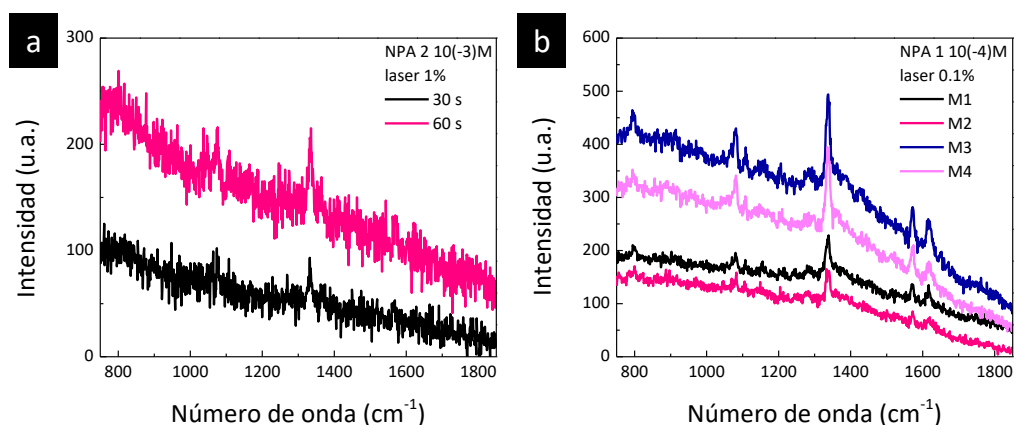 a
300
200
100
0
800 1000 1200 1400 1600 1800
Intensidad (u.a.)
Número de onda (cm⁻¹)
NPA 2 10(-3)M
laser 1%
30 s
60 s
b
600
500
400
300
200
100
0
800 1000 1200 1400 1600 1800
Intensidad (u.a.)
Número de onda (cm⁻¹)
NPA 1 10(-4)M
laser 0.1%
M1
M2
M3
M4